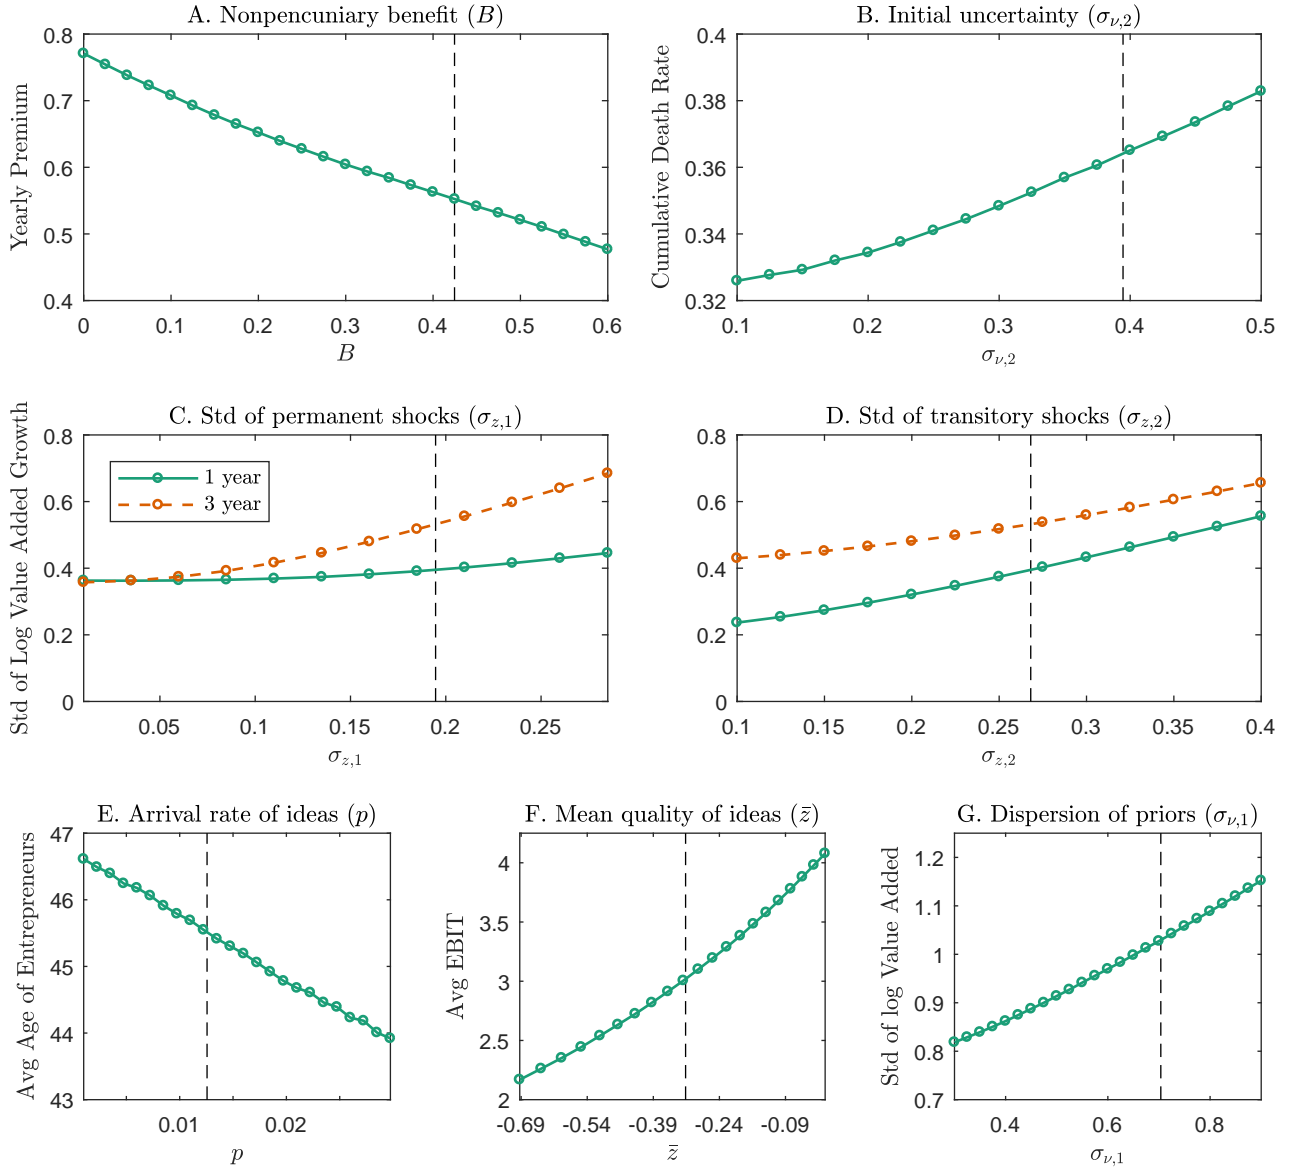 A. Nonpencuniary benefit (B)
Yearly Premium
0.8
0.7
0.6
0.5
0.4
0 0.1 0.2 0.3 0.4 0.5 0.6
B
B. Initial uncertainty (σν,2)
Cumulative Death Rate
0.4
0.38
0.36
0.34
0.32
0.1 0.2 0.3 0.4 0.5
σν,2
C. Std of permanent shocks (σz,1)
Std of Log Value Added Growth
0.8
0.6
0.4
0.2
0
1 year
3 year
0.05 0.1 0.15 0.2 0.25
σz,1
D. Std of transitory shocks (σz,2)
0.8
0.6
0.4
0.2
0
0.1 0.15 0.2 0.25 0.3 0.35 0.4
σz,2
E. Arrival rate of ideas (p)
Avg Age of Entrepreneurs
47
46
45
44
43
0.01 0.02
p
F. Mean quality of ideas (z̄)
Avg EBIT
4
3.5
3
2.5
2
-0.69 -0.54 -0.39 -0.24 -0.09
z̄
G. Dispersion of priors (σν,1)
Std of log Value Added
1.2
1.1
1
0.9
0.8
0.7
0.4 0.6 0.8
σν,1